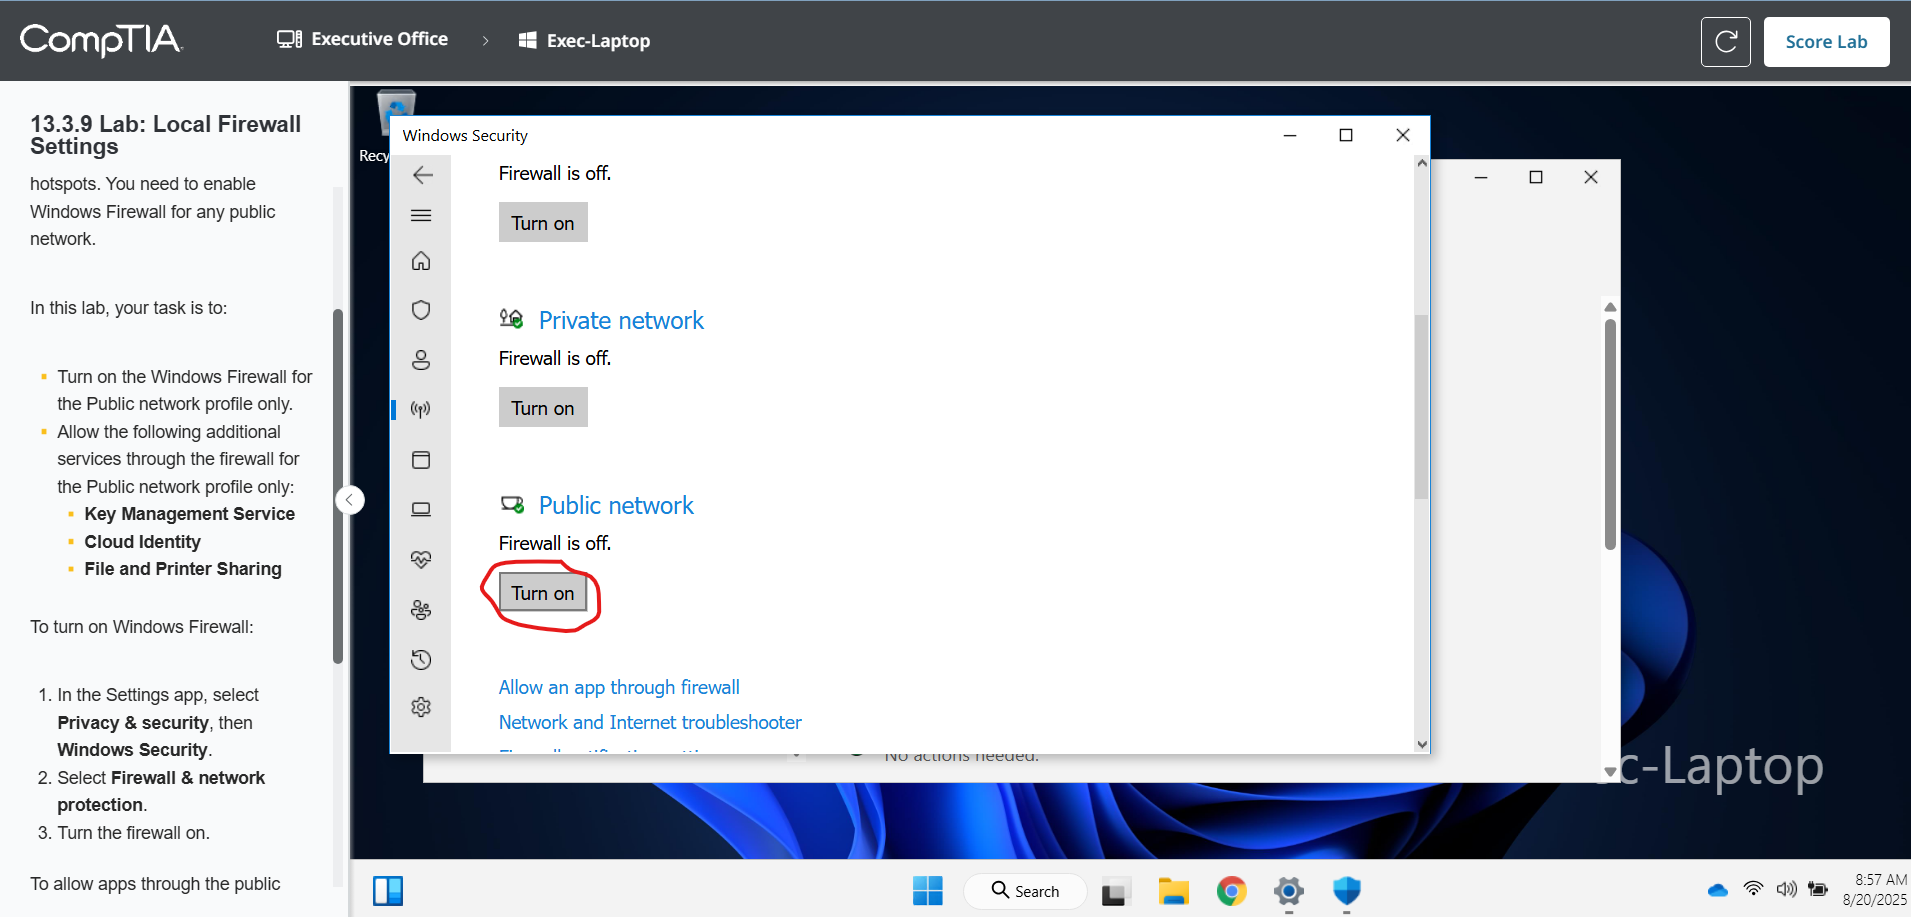 CompTIA.
Executive Office
Exec-Laptop
Score Lab
13.3.9 Lab: Local Firewall
Settings
hotspots. You need to enable
Windows Firewall for any public
network.
In this lab, your task is to:
Turn on the Windows Firewall for
the Public network profile only.
Allow the following additional
services through the firewall for
the Public network profile only:
Key Management Service
Cloud Identity
File and Printer Sharing
To turn on Windows Firewall:
1. In the Settings app, select
Privacy & security, then
Windows Security.
2. Select Firewall & network
protection.
3. Turn the firewall on.
To allow apps through the public
Recy
Windows Security
Firewall is off.
Turn on
Private network
Firewall is off.
Turn on
Public network
Firewall is off.
Turn on
Allow an app through firewall
Network and Internet troubleshooter
No actions needed.
c-Laptop
Search
8:57 AM
8/20/2025